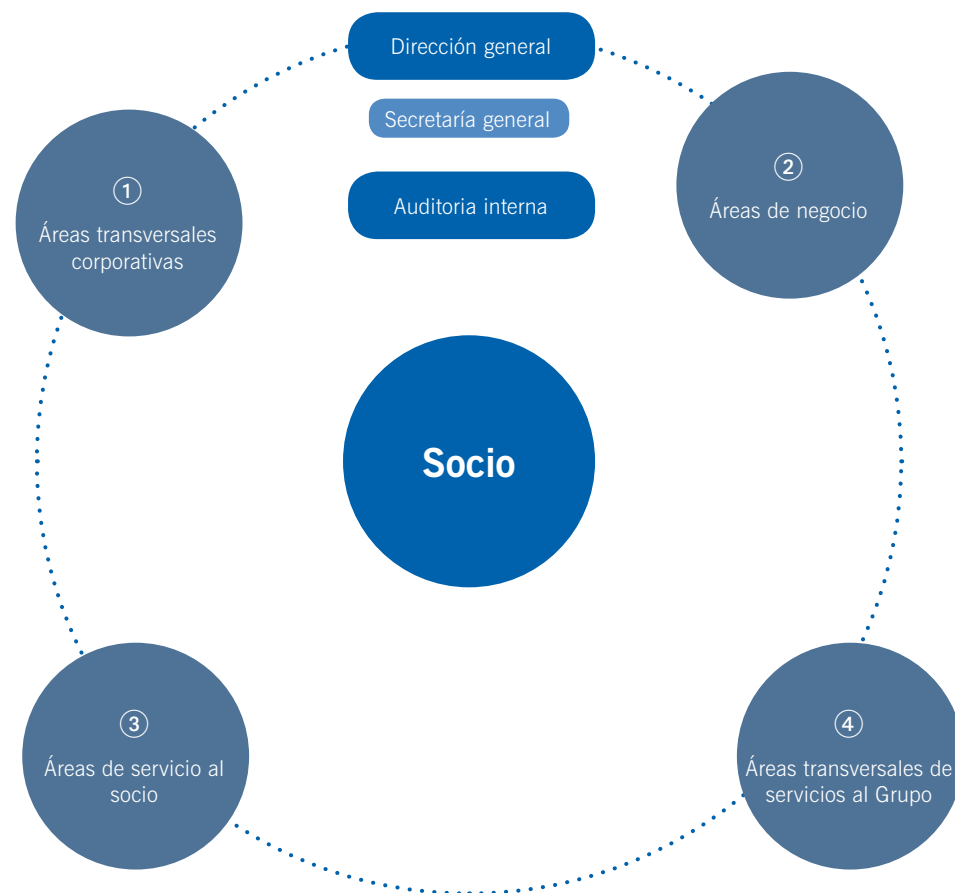 Dirección general
Secretaría general
Auditoria interna
1
Áreas transversales
corporativas
2
Áreas de negocio
Socio
3
Áreas de servicio al
socio
4
Áreas transversales de
servicios al Grupo